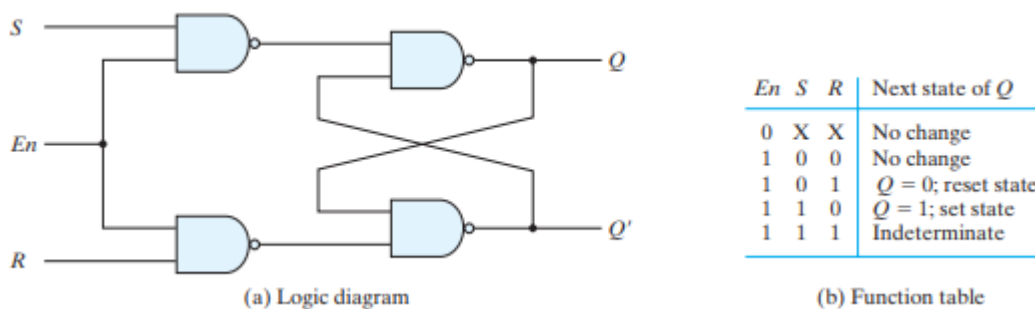 S
En
R
Q
Q'
(a) Logic diagram
En S R Next state of Q
0 X X No change
1 0 0 No change
1 0 1 Q = 0; reset state
1 1 0 Q = 1; set state
1 1 1 Indeterminate
(b) Function table